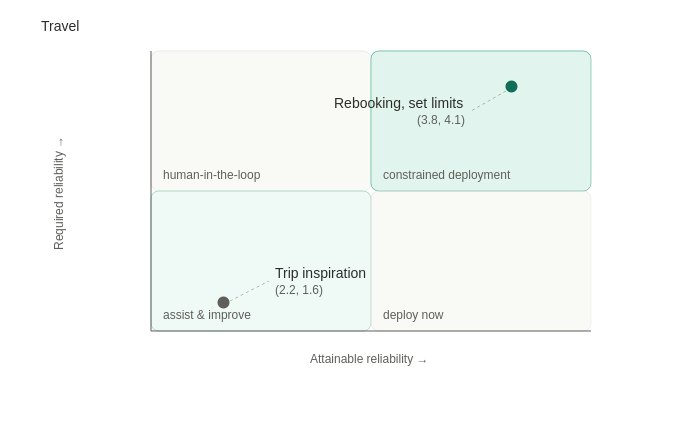 Travel
Required reliability →
Rebooking, set limits
(3.8, 4.1)
human-in-the-loop
constrained deployment
Trip inspiration
(2.2, 1.6)
assist & improve
deploy now
Attainable reliability →